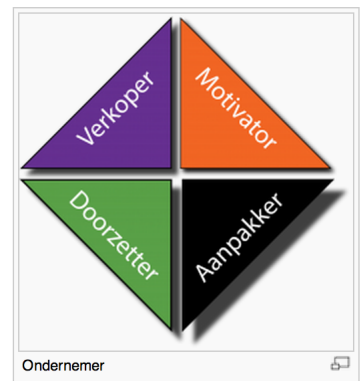 Verkoper
Motivator
Doorzetter
Aanpakker
Ondernemer